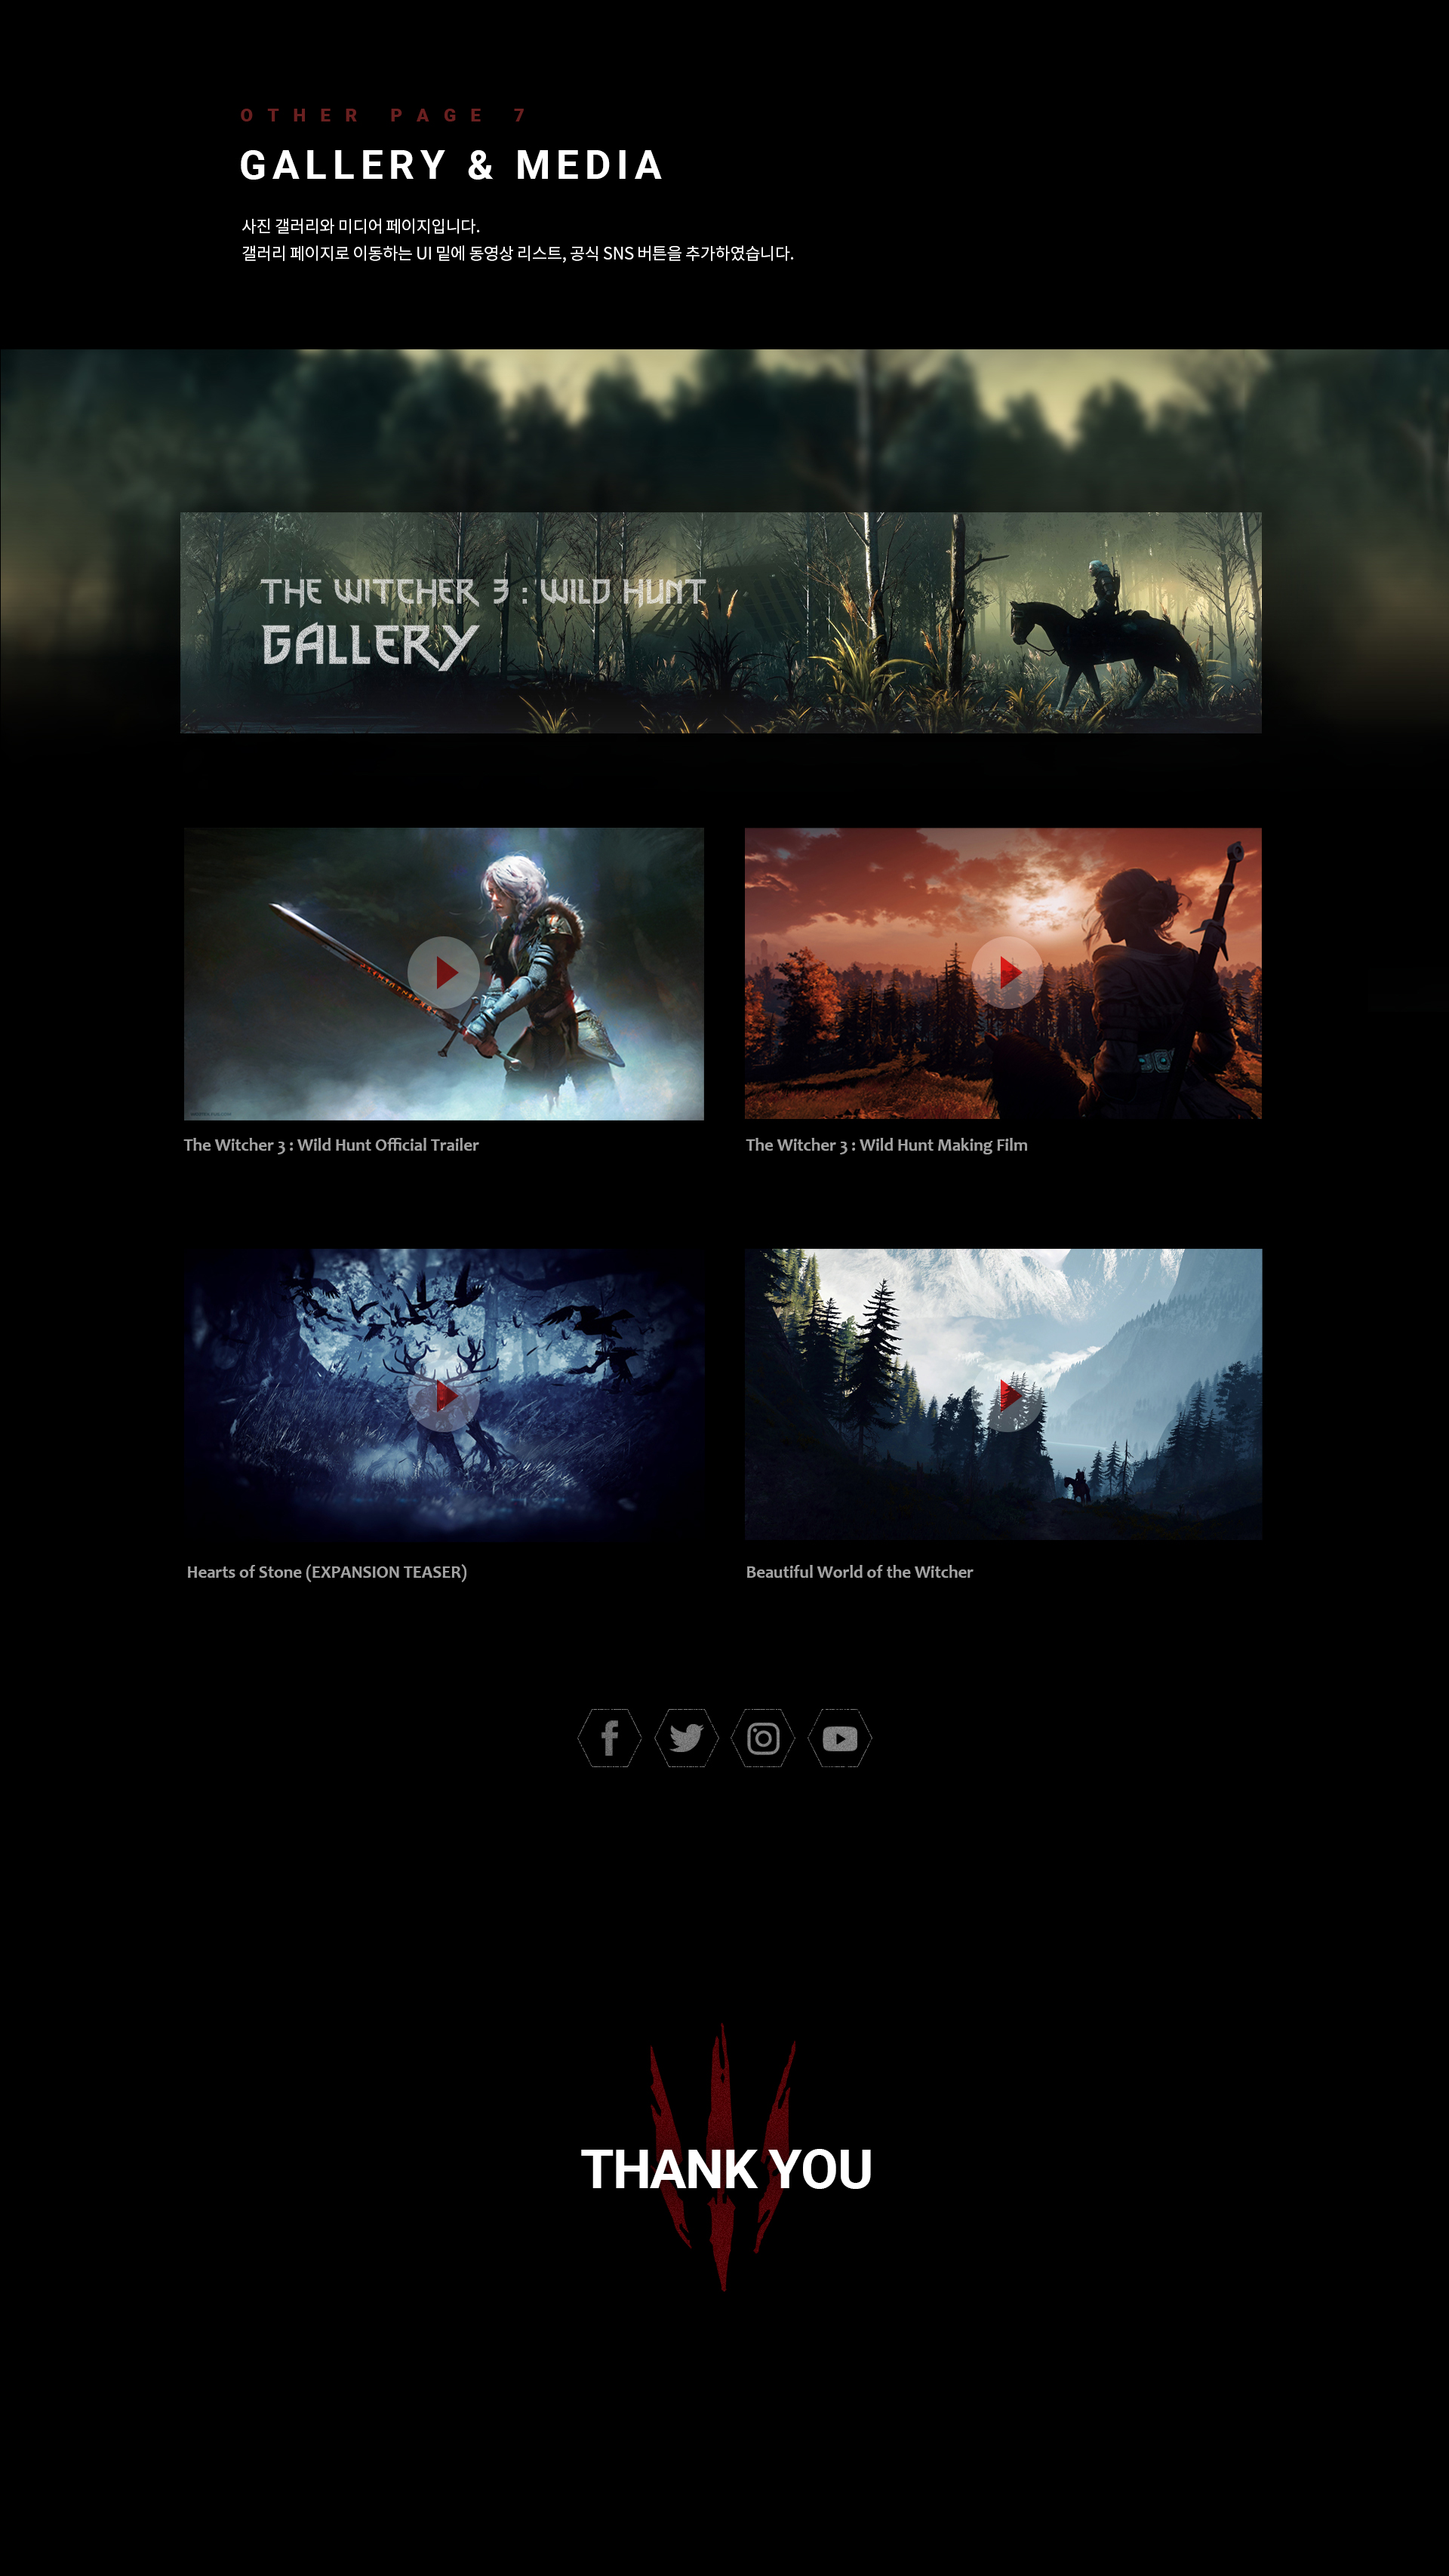 OTHER PAGE 7
GALLERY & MEDIA
사진 갤러리와 미디어 페이지입니다.
갤러리 페이지로 이동하는 UI 밑에 동영상 리스트, 공식 SNS 버튼을 추가하였습니다.
THE WITCHER 3 : WILD HUNT
GALLERY
The Witcher 3 : Wild Hunt Official Trailer
The Witcher 3 : Wild Hunt Making Film
Hearts of Stone (EXPANSION TEASER)
Beautiful World of the Witcher
THANK YOU